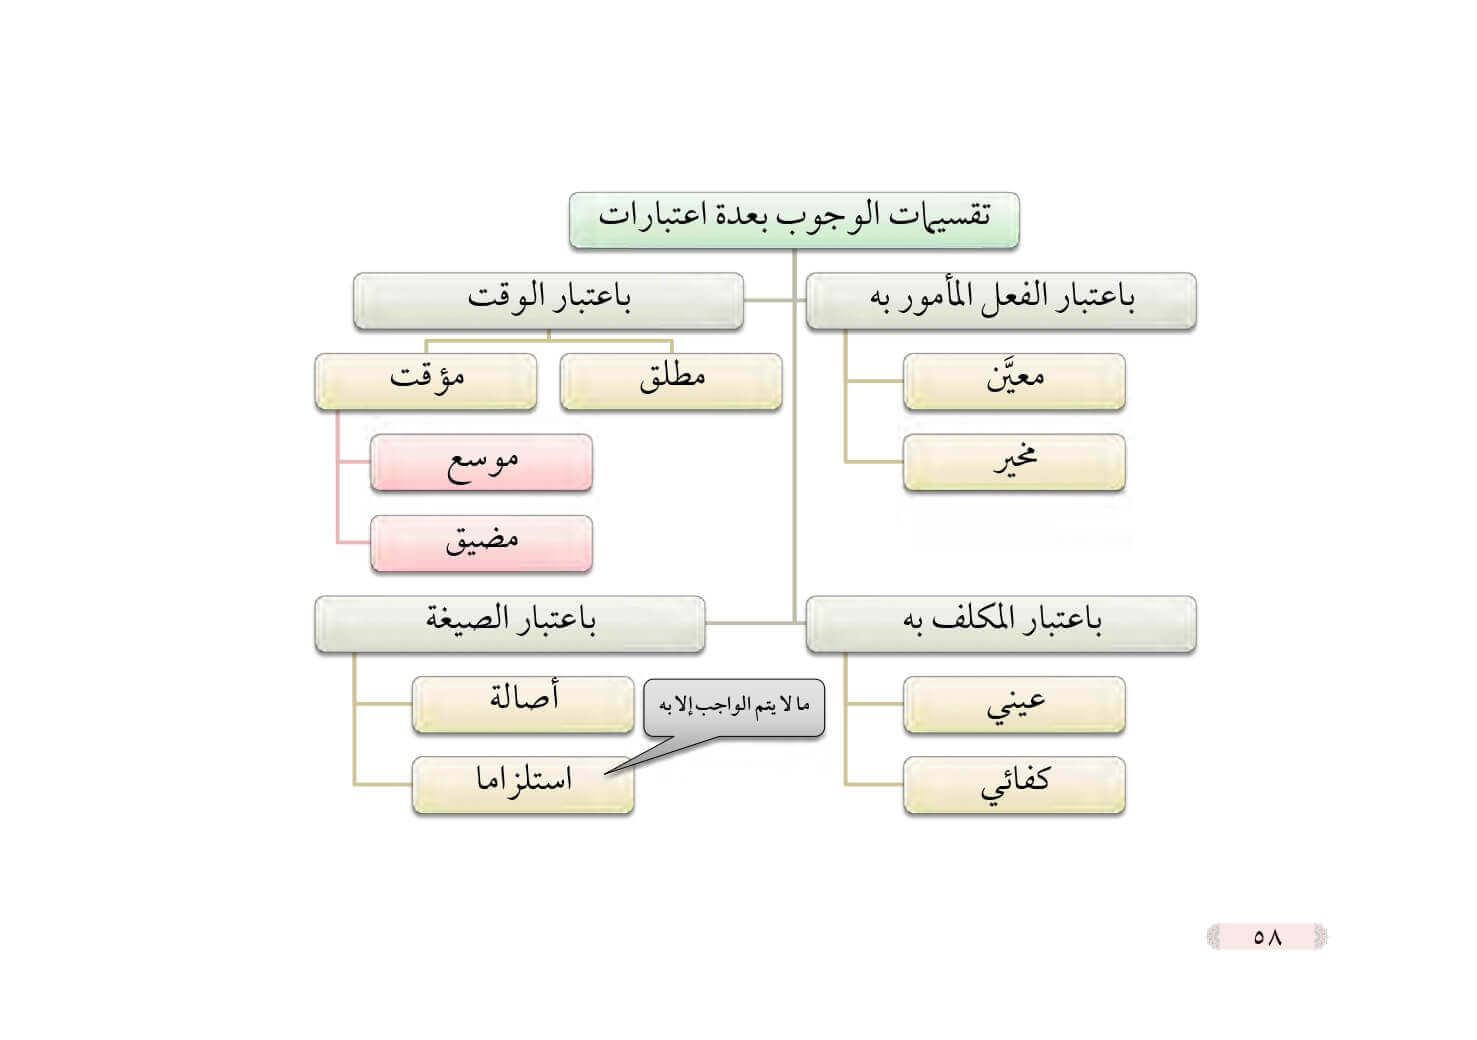 تقسيمات الوجوب بعدة اعتبارات
باعتبار الفعل المأمور به
معيَّن
مخير
باعتبار الوقت
مطلق
مؤقت
موسع
مضيق
باعتبار المكلف به
عيني
كفائي
باعتبار الصيغة
أصالة
استلزاما
ما لا يتم الواجب إلا به
٥٨